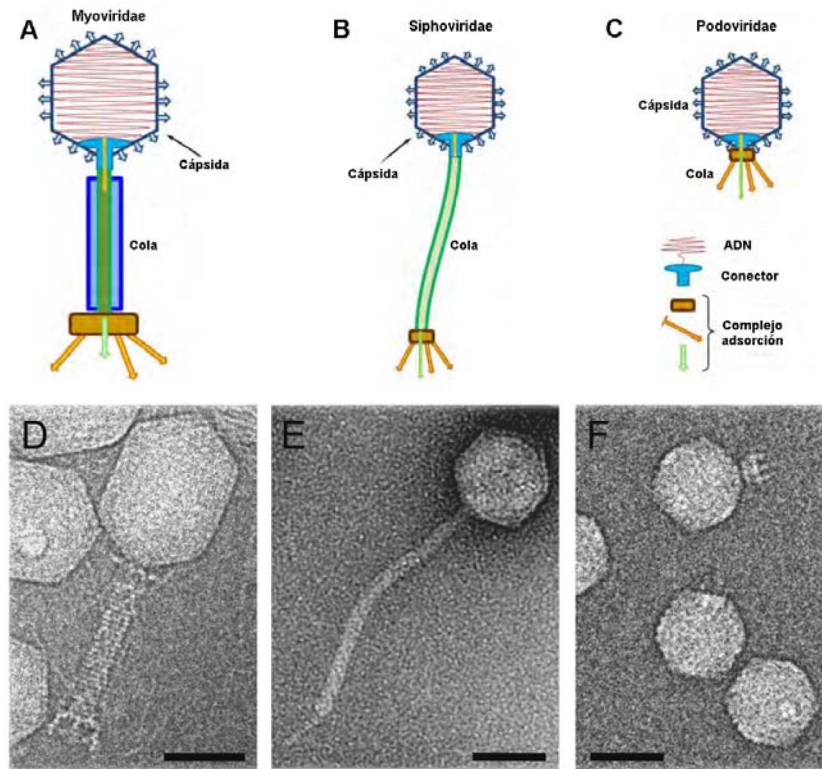 A
Myoviridae
Cápsida
Cola
B
Siphoviridae
Cápsida
Cola
C
Podoviridae
Cápsida
Cola
ADN
Conector
Complejo
adsorción
D
E
F